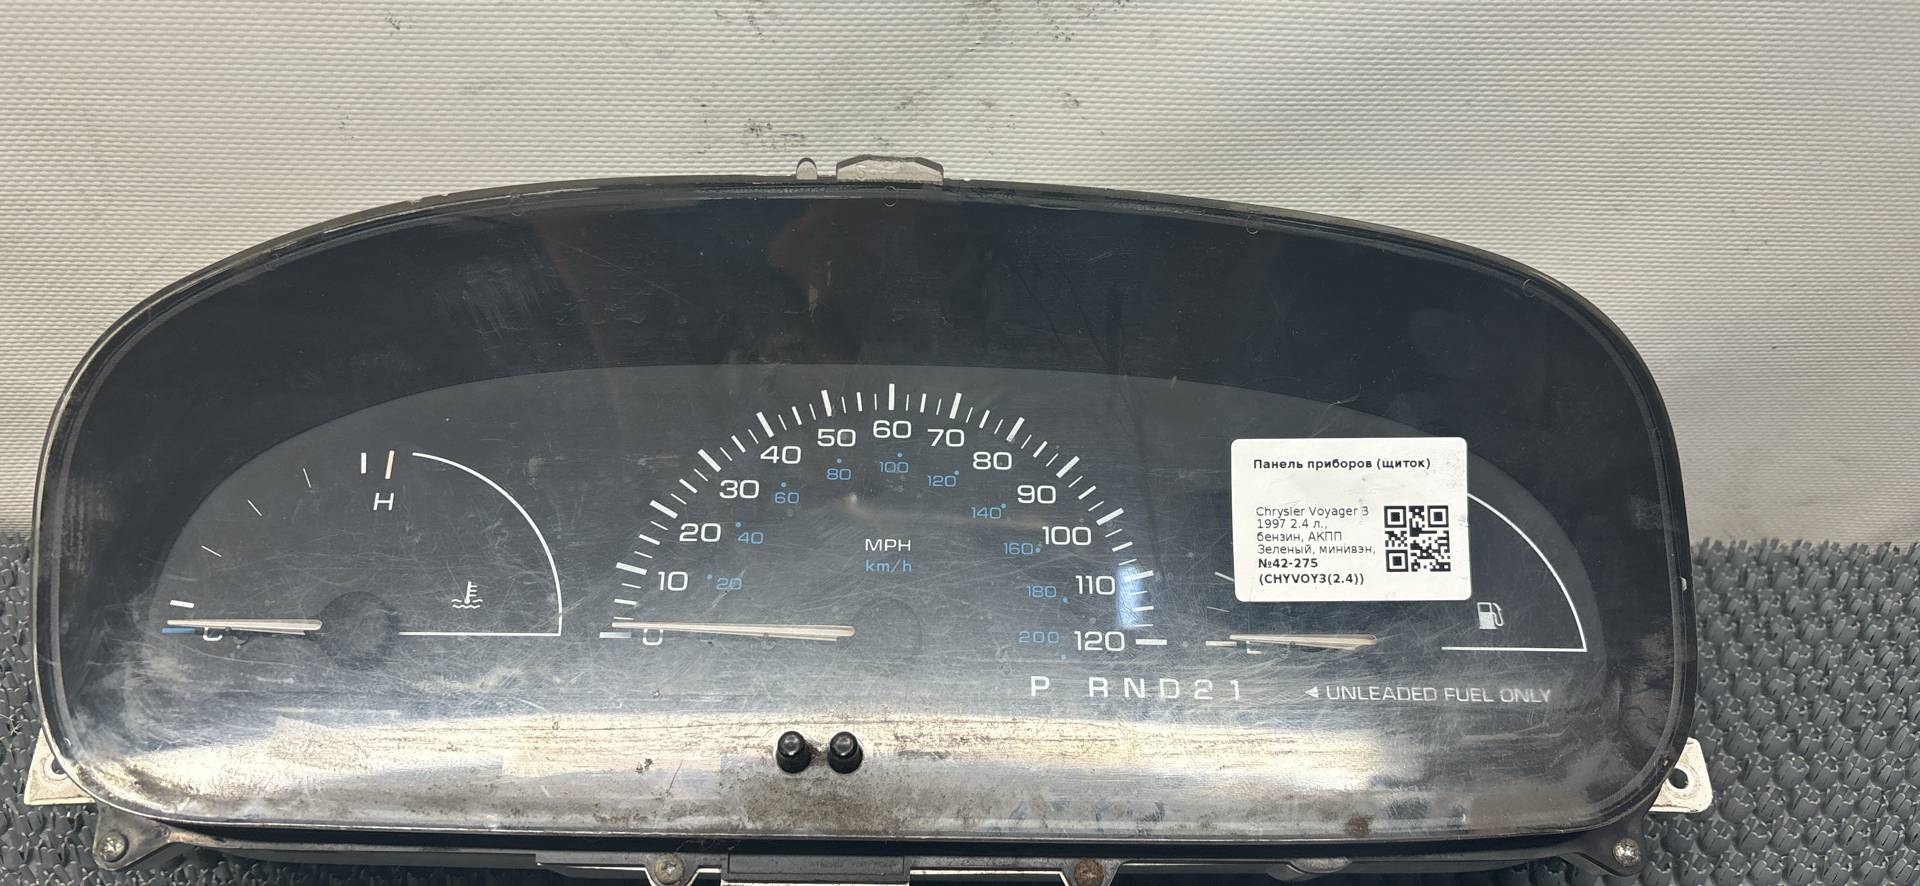 H
C
0
10
20
30
40
50
60
70
80
90
100
110
120
20
40
60
80
100
120
140
160
180
200
MPH
km/h
P RND21
Панель приборов (щиток)
Chrysler Voyager 3
1997 2.4 л.,
бензин, АКПП
Зеленый, минивэн,
№42-275
(CHYVOY3(2.4))
E
◄ UNLEADED FUEL ONLY